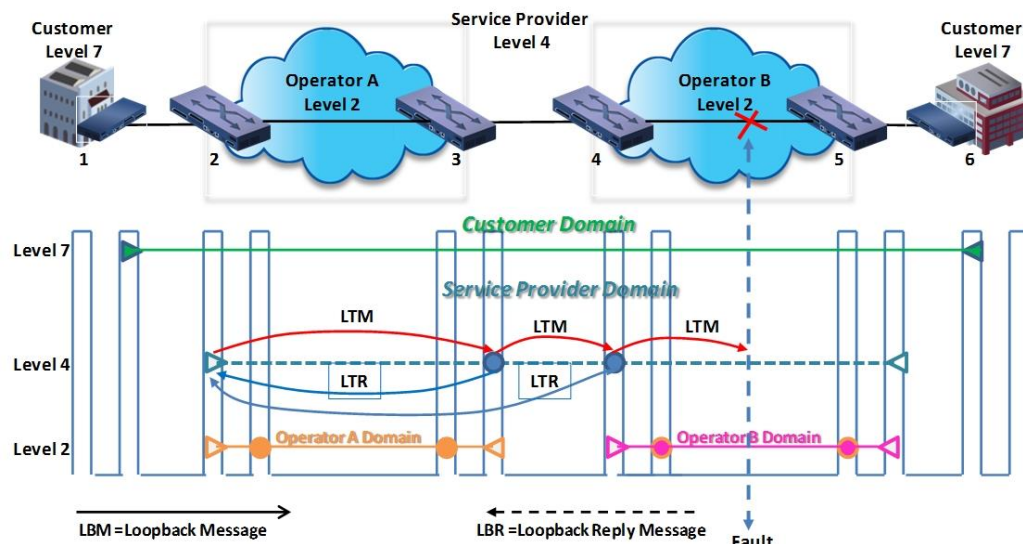 Service Provider
Level 4
Customer
Level 7
Customer
Level 7
Operator A
Level 2
Operator B
Level 2
1
2
3
4
5
6
Customer Domain
Level 7
Service Provider Domain
LTM
LTM
LTM
Level 4
LTR
LTR
Level 2
Operator A Domain
Operator B Domain
LBM =Loopback Message
LBR =Loopback Reply Message
Fault